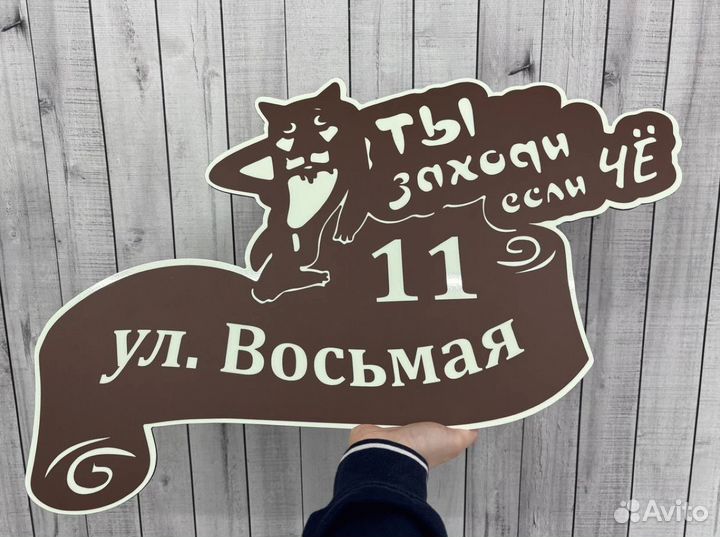 ТЫ
заходи
если ЧЁ
11
ул. Восьмая
Avito